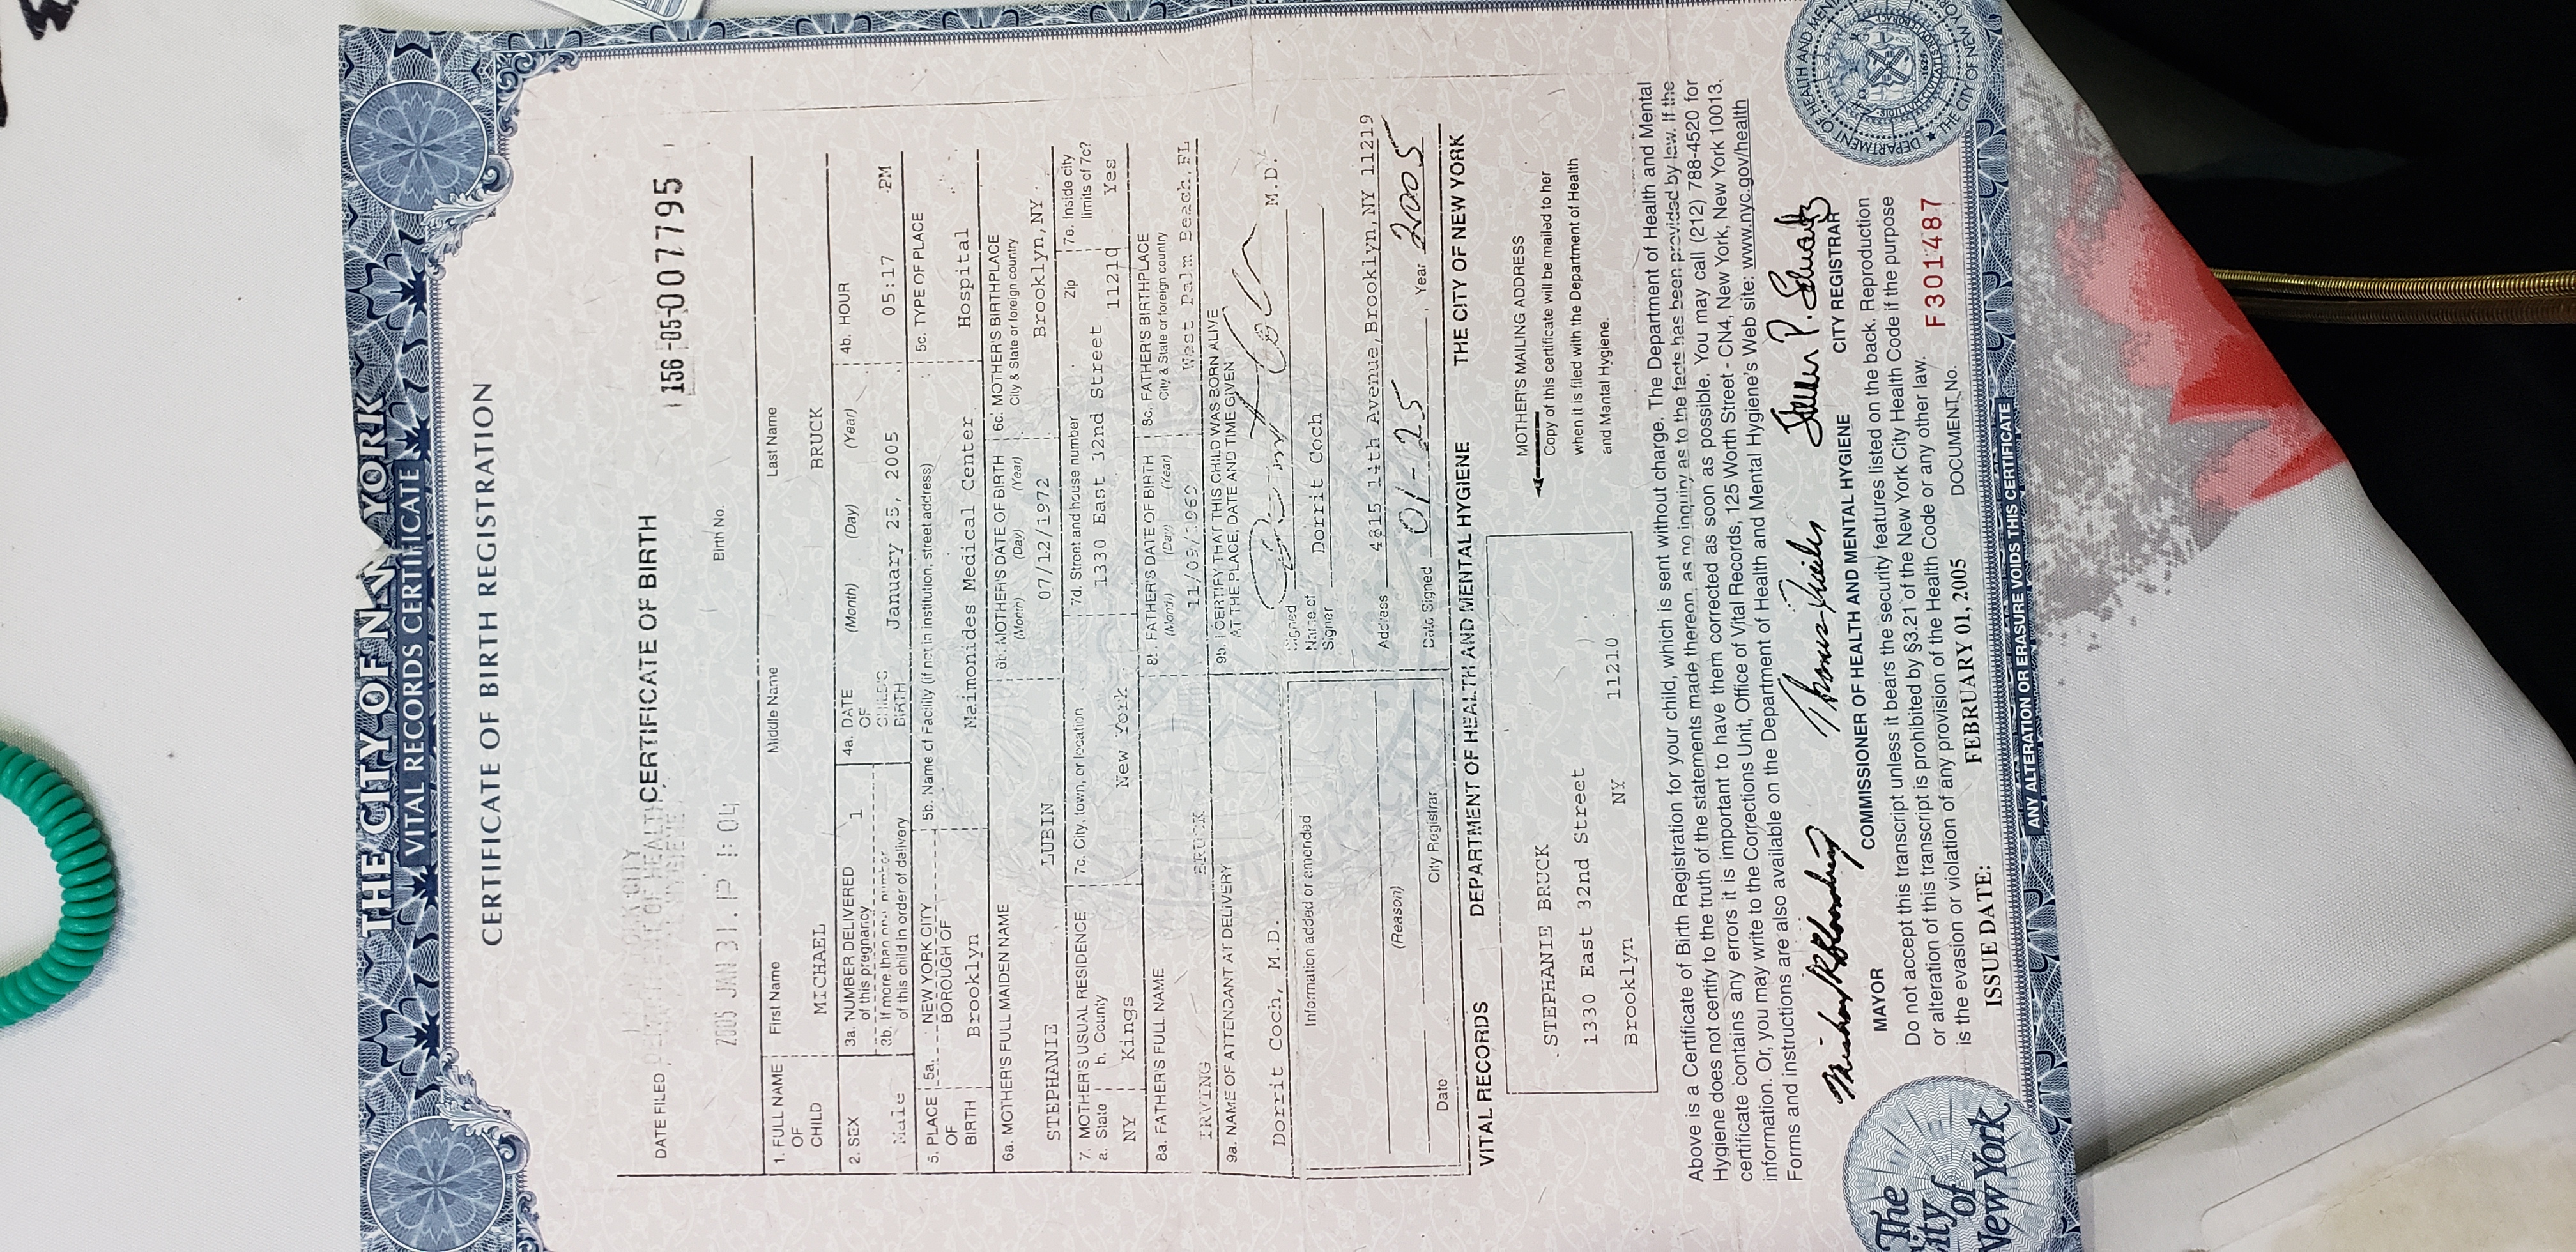 THE CITY OF NEW YORK
VITAL RECORDS CERTIFICATE
CERTIFICATE OF BIRTH REGISTRATION
DATE FILED
CERTIFICATE OF BIRTH
156-05-007795
2005 JAN 31 P 1:04
Birth No.
1. FULL NAME OF CHILD
First Name
Middle Name
Last Name
MICHAEL
BRUCK
2. SEX
Male
3a. NUMBER DELIVERED of this pregnancy
1
3b. If more than one number of this child in order of delivery
4a. DATE OF CHILD'S BIRTH
(Month) (Day) (Year)
January 25, 2005
4b. HOUR
05:17 PM
5. PLACE OF BIRTH
5a. NEW YORK CITY BOROUGH OF
Brooklyn
5b. Name of Facility (if not in institution, street address)
Maimonides Medical Center
5c. TYPE OF PLACE
Hospital
6a. MOTHER'S FULL MAIDEN NAME
STEPHANIE LUBIN
6b. MOTHER'S DATE OF BIRTH
(Month) (Day) (Year)
07/12/1972
6c. MOTHER'S BIRTHPLACE
City & State or foreign country
Brooklyn, NY
7. MOTHER'S USUAL RESIDENCE
a. State
NY
b. County
Kings
7c. City, town, or location
New York
7d. Street and house number
1330 East 32nd Street
Zip
7e. Inside city limits of 7c?
Yes
8a. FATHER'S FULL NAME
IRVING BRUCK
8b. FATHER'S DATE OF BIRTH
(Month) (Day) (Year)
8c. FATHER'S BIRTHPLACE
City & State or foreign country
West Palm Beach, FL
9a. NAME OF ATTENDANT AT DELIVERY
Dorrit Coch, M.D.
9b. I CERTIFY THAT THIS CHILD WAS BORN ALIVE
AT THE PLACE, DATE AND TIME GIVEN
Signed
M.D.
Name of Signer
Dorrit Coch
Address
4815 14th Avenue, Brooklyn, NY 11219
Date Signed 01-25, Year 2005
Information added or amended
(Reason)
Date
City Registrar
VITAL RECORDS DEPARTMENT OF HEALTH AND MENTAL HYGIENE THE CITY OF NEW YORK
STEPHANIE BRUCK
1330 East 32nd Street
Brooklyn NY 11210
MOTHER'S MAILING ADDRESS
Copy of this certificate will be mailed to her
when it is filed with the Department of Health
and Mental Hygiene.
Above is a Certificate of Birth Registration for your child, which is sent without charge. The Department of Health and Mental
Hygiene does not certify to the truth of the statements made thereon, as no inquiry as to the facts has been provided by law. If the
certificate contains any errors it is important to have them corrected as soon as possible. You may call (212) 788-4520 for
information. Or, you may write to the Corrections Unit, Office of Vital Records, 125 Worth Street - CN4, New York, New York 10013.
Forms and instructions are also available on the Department of Health and Mental Hygiene's Web site: www.nyc.gov/health
MAYOR
COMMISSIONER OF HEALTH AND MENTAL HYGIENE
CITY REGISTRAR
Do not accept this transcript unless it bears the security features listed on the back. Reproduction
or alteration of this transcript is prohibited by §3.21 of the New York City Health Code if the purpose
is the evasion or violation of any provision of the Health Code or any other law.
ISSUE DATE: FEBRUARY 01, 2005
DOCUMENT No. F301487
The City of New York
DEPARTMENT OF HEALTH AND MENTAL
THE CITY OF NEW YORK
ANY ALTERATION OR ERASURE VOIDS THIS CERTIFICATE